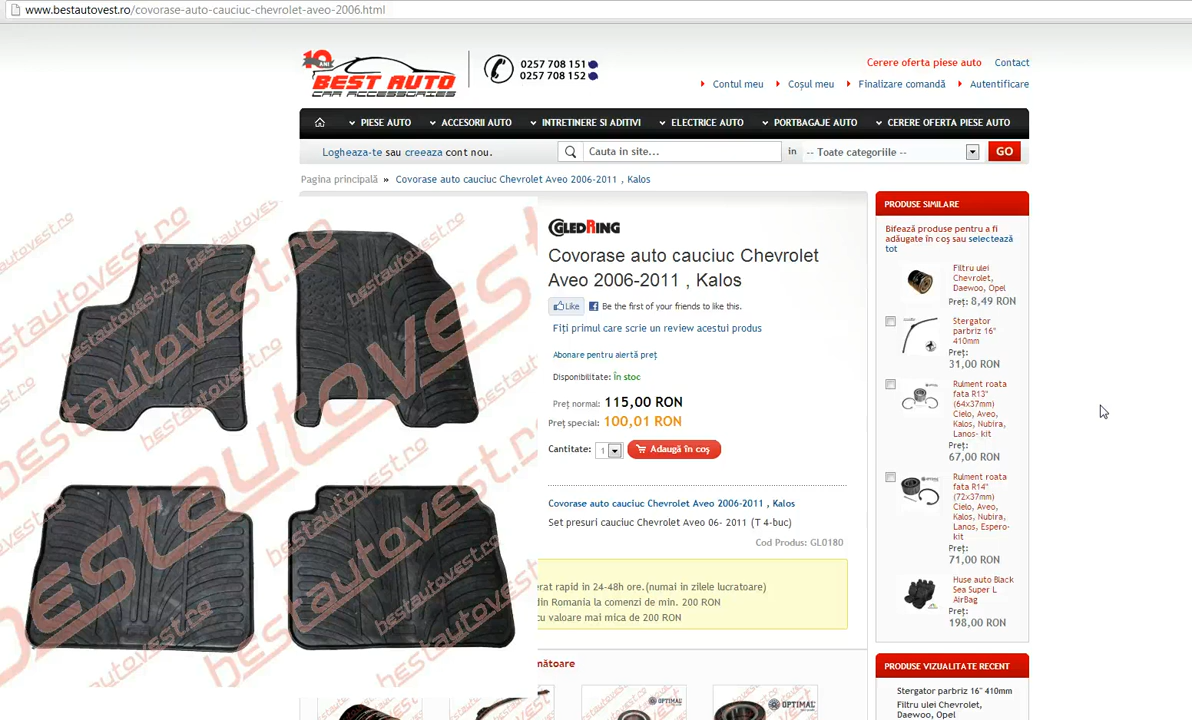 www.bestautovest.ro/covorase-auto-cauciuc-chevrolet-aveo-2006.html
10 ANI
BEST AUTO
CAR ACCESSORIES
0257 708 151
0257 708 152
Cerere oferta piese auto Contact
Contul meu Coșul meu Finalizare comandă Autentificare
PIESE AUTO ACCESORII AUTO INTRETINERE SI ADITIVI ELECTRICE AUTO PORTBAGAJE AUTO CERERE OFERTA PIESE AUTO
Logheaza-te sau creeaza cont nou.
Cauta in site... in -- Toate categoriile -- GO
Pagina principală » Covorase auto cauciuc Chevrolet Aveo 2006-2011 , Kalos
bestautovest.ro
GLEDRING
Covorase auto cauciuc Chevrolet
Aveo 2006-2011 , Kalos
Like Be the first of your friends to like this.
Fiți primul care scrie un review acestui produs
Abonare pentru alertă preț
Disponibilitate: În stoc
Preț normal: 115,00 RON
Preț special: 100,01 RON
Cantitate: 1 Adaugă în coș
Covorase auto cauciuc Chevrolet Aveo 2006-2011 , Kalos
Set presuri cauciuc Chevrolet Aveo 06- 2011 (T 4-buc)
Cod Produs: GL0180
erat rapid in 24-48h ore.(numai in zilele lucratoare)
din Romania la comenzi de min. 200 RON
cu valoare mai mica de 200 RON
nătoare
OPTIMAL
OPTIMAL
PRODUSE SIMILARE
Bifează produse pentru a fi
adăugate în coș sau selectează
tot
Filtru ulei
Chevrolet,
Daewoo, Opel
Preț: 8,49 RON
Stergator
parbriz 16"
410mm
Preț:
31,00 RON
Rulment roata
fata R13"
(64x37mm)
Cielo, Aveo,
Kalos, Nubira,
Lanos- kit
Preț:
67,00 RON
Rulment roata
fata R14"
(72x37mm)
Cielo, Aveo,
Kalos, Nubira,
Lanos, Espero-
kit
Preț:
71,00 RON
Huse auto Black
Sea Super L
AirBag
Preț:
198,00 RON
PRODUSE VIZUALITATE RECENT
Stergator parbriz 16" 410mm
Filtru ulei Chevrolet,
Daewoo, Opel